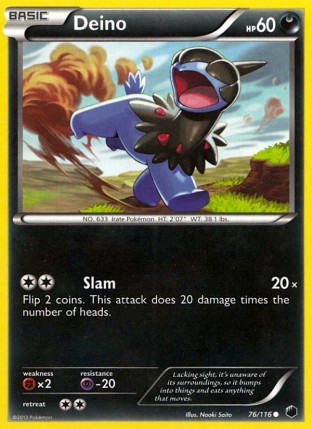 BASIC
Deino
HP60
NO. 633 Irate Pokémon HT: 2'07" WT: 38.1 lbs.
Slam 20×
Flip 2 coins. This attack does 20 damage times
the number of heads.
weakness
×2
resistance
-20
retreat
Lacking sight, it's unaware of
its surroundings, so it bumps
into things and eats anything
that moves.
©2013 Pokémon
Illus. Naoki Saito
76/116